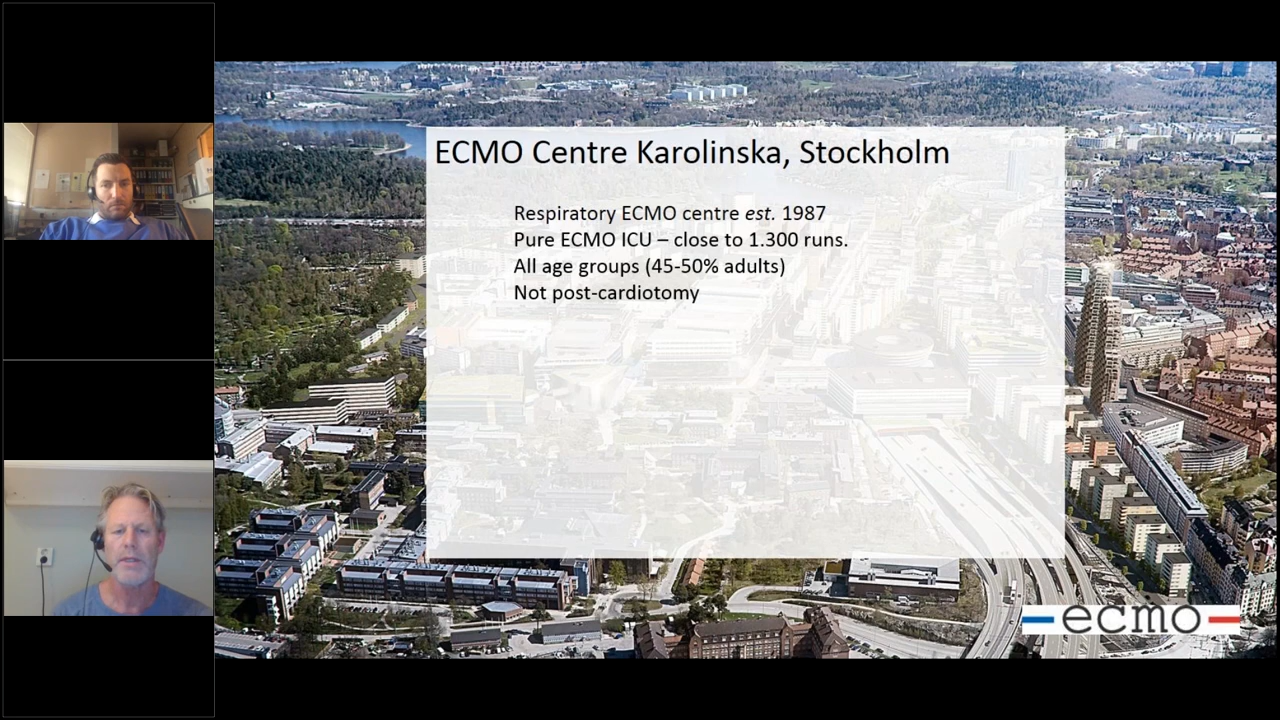 ECMO Centre Karolinska, Stockholm
Respiratory ECMO centre est. 1987
Pure ECMO ICU – close to 1.300 runs.
All age groups (45-50% adults)
Not post-cardiotomy
ecmo